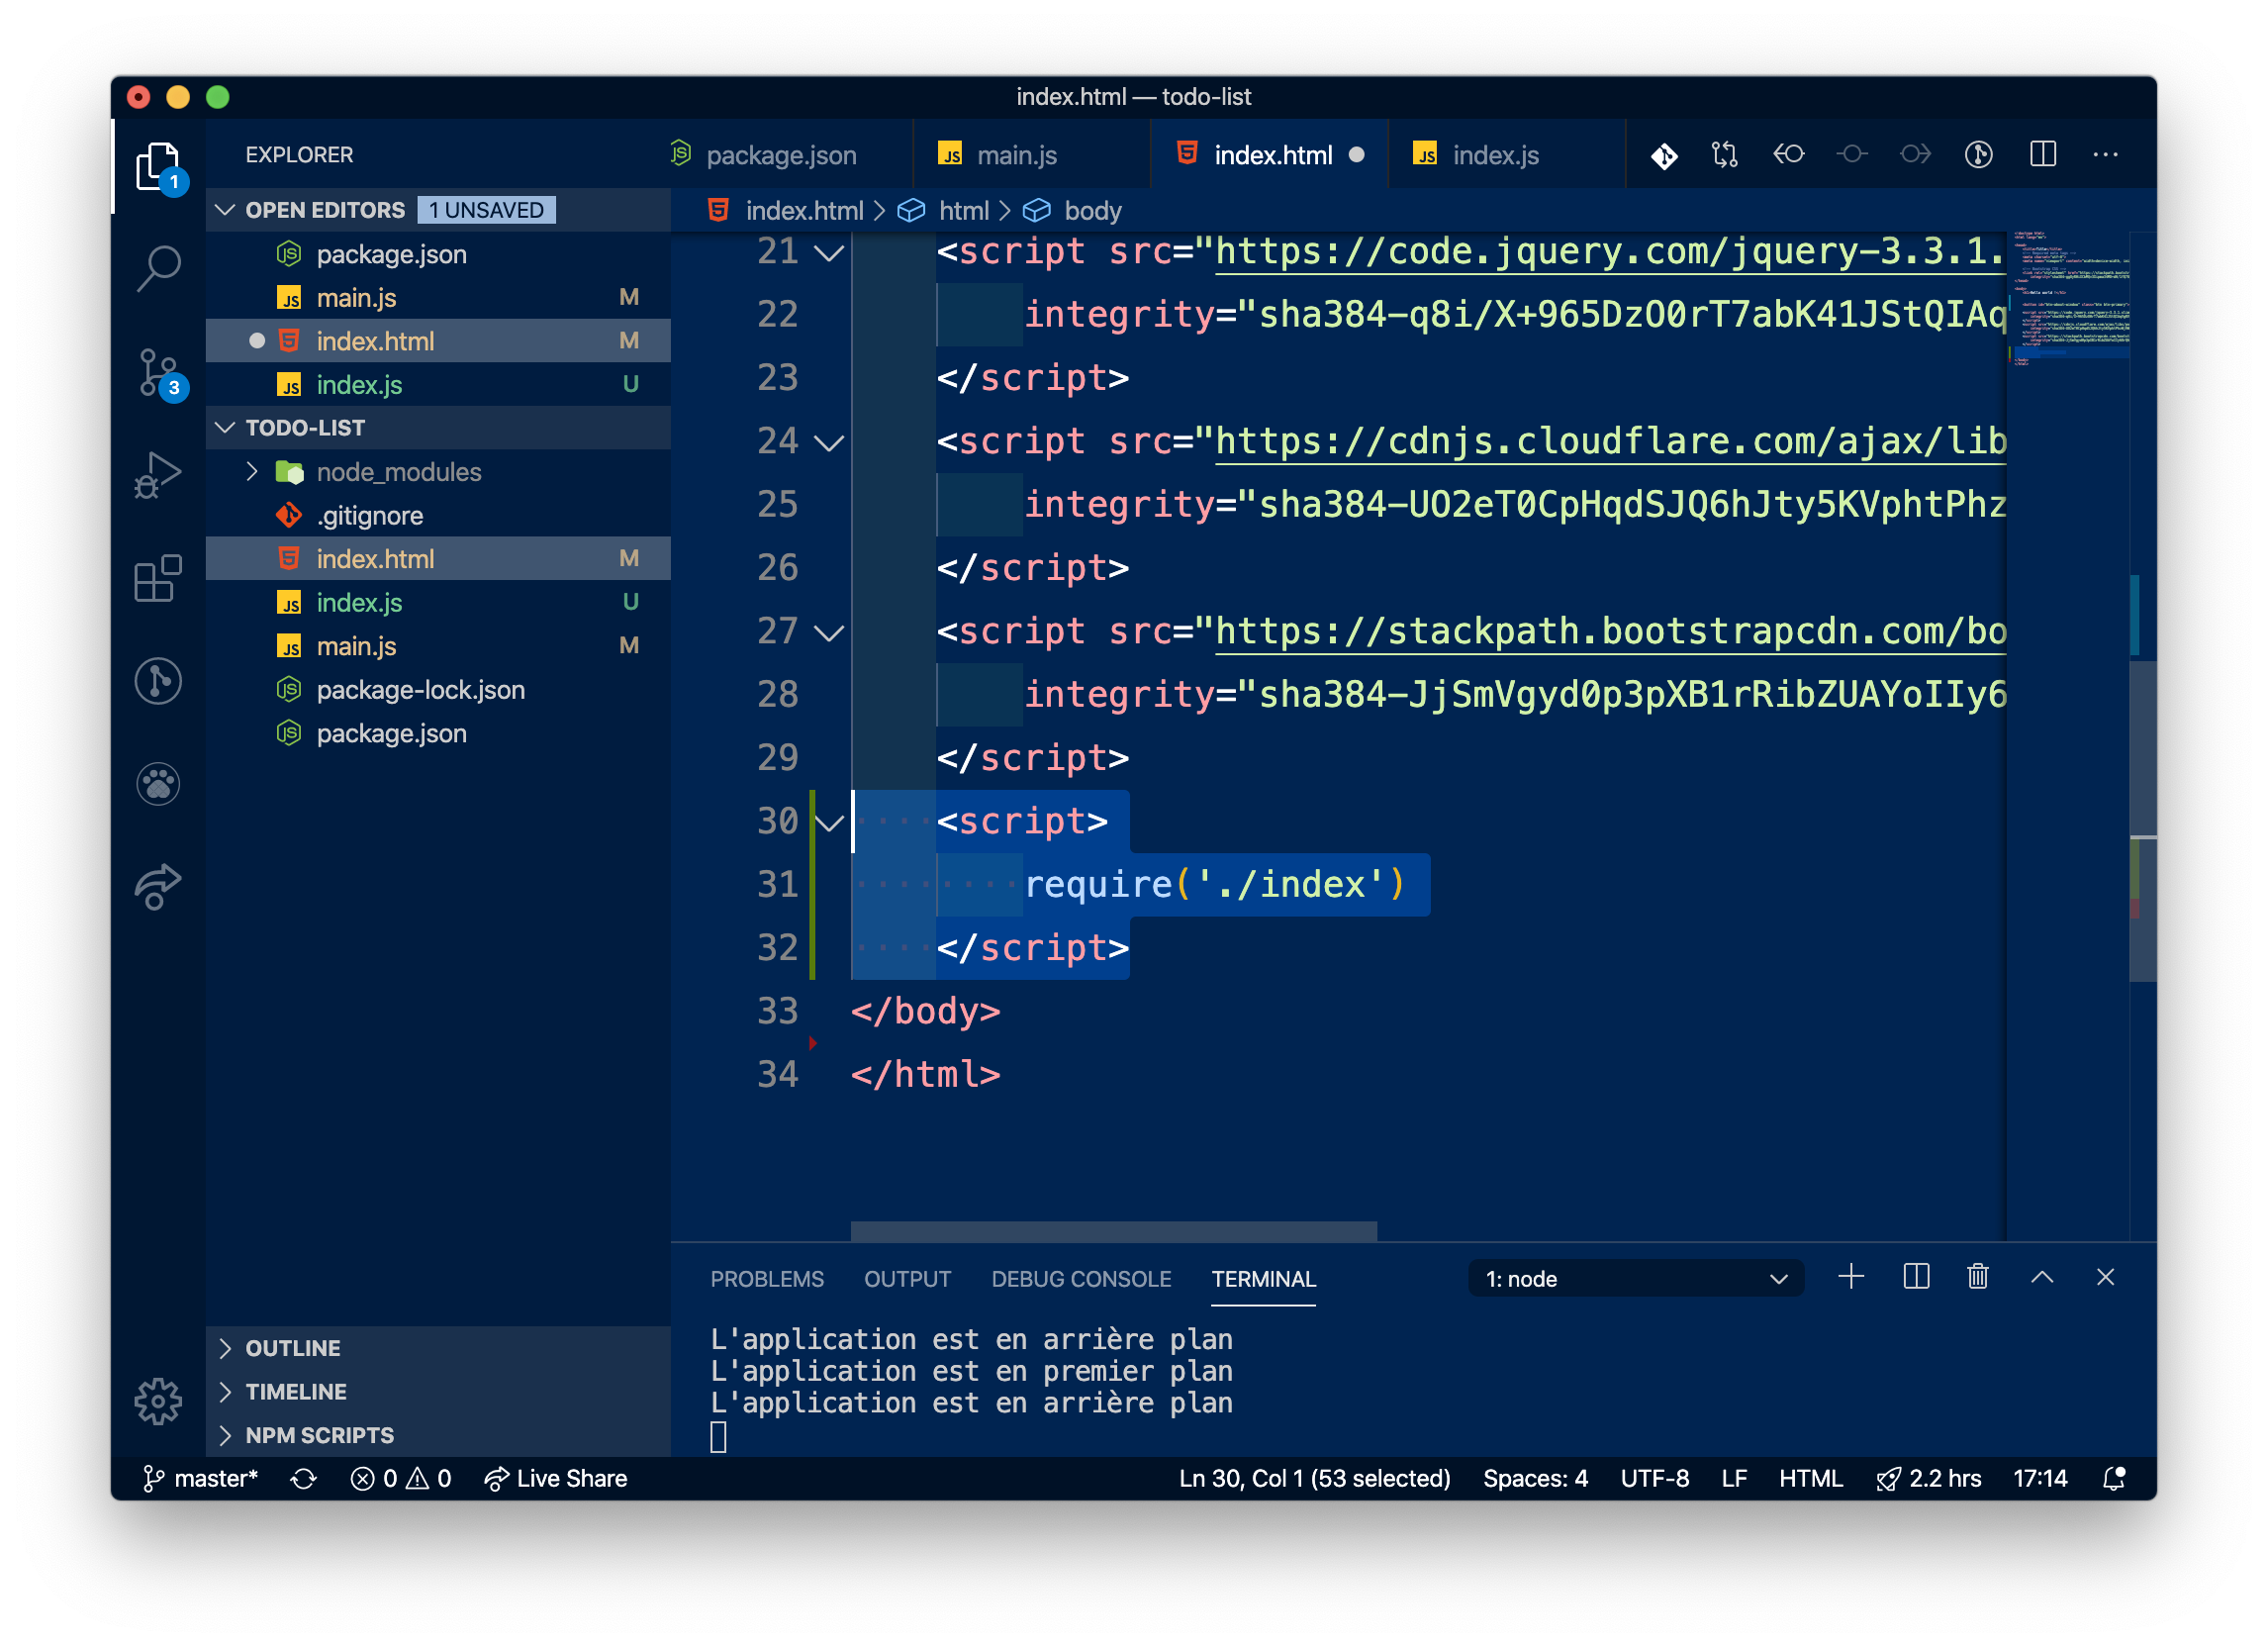 index.html — todo-list
EXPLORER
package.json
main.js
index.html
index.js
1
OPEN EDITORS 1 UNSAVED
index.html > html > body
package.json
main.js M
index.html M
index.js U
3
TODO-LIST
node_modules
.gitignore
index.html M
index.js U
main.js M
package-lock.json
package.json
21 <script src="https://code.jquery.com/jquery-3.3.1.
22 integrity="sha384-q8i/X+965DzO0rT7abK41JStQIAq
23 </script>
24 <script src="https://cdnjs.cloudflare.com/ajax/lib
25 integrity="sha384-UO2eT0CpHqdSJQ6hJty5KVphtPhz
26 </script>
27 <script src="https://stackpath.bootstrapcdn.com/bo
28 integrity="sha384-JjSmVgyd0p3pXB1rRibZUAYoIIy6
29 </script>
30 <script>
31 require('./index')
32 </script>
33 </body>
34 </html>
OUTLINE
TIMELINE
NPM SCRIPTS
PROBLEMS OUTPUT DEBUG CONSOLE TERMINAL 1: node
L'application est en arrière plan
L'application est en premier plan
L'application est en arrière plan
master* 0 0 Live Share Ln 30, Col 1 (53 selected) Spaces: 4 UTF-8 LF HTML 2.2 hrs 17:14